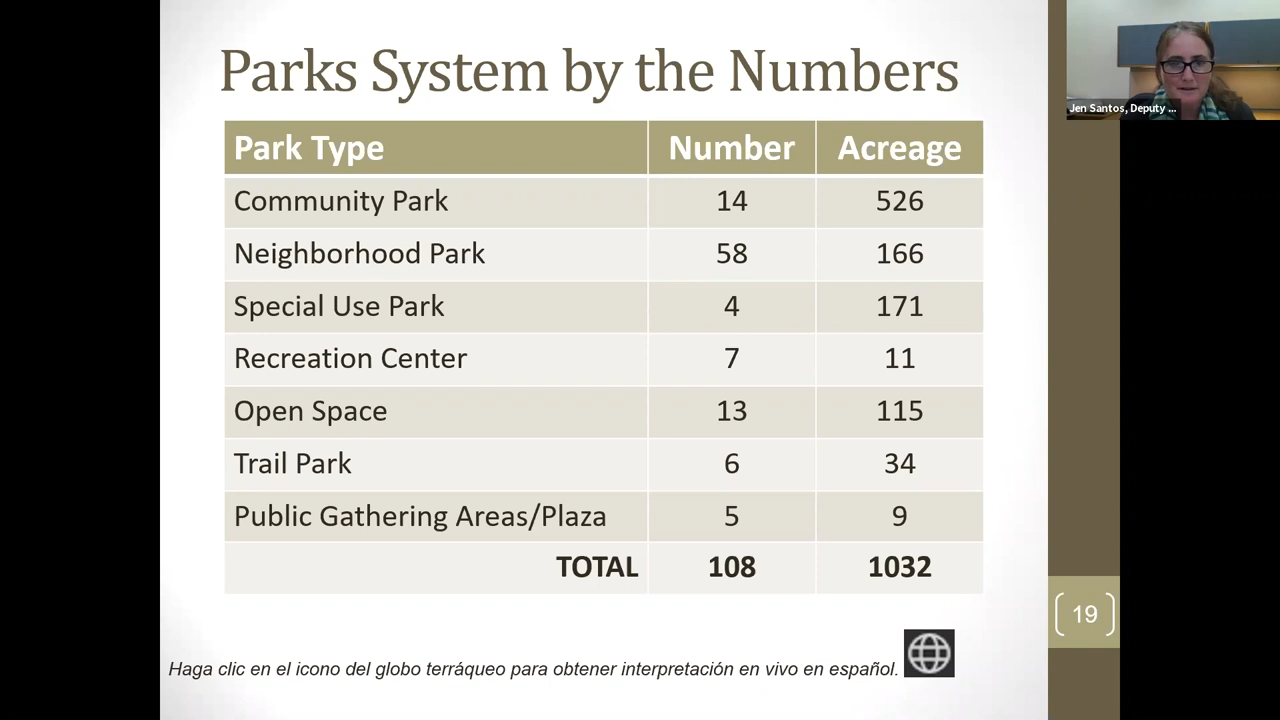 Parks System by the Numbers
Jen Santos, Deputy ...
Park Type Number Acreage
Community Park 14 526
Neighborhood Park 58 166
Special Use Park 4 171
Recreation Center 7 11
Open Space 13 115
Trail Park 6 34
Public Gathering Areas/Plaza 5 9
TOTAL 108 1032
19
Haga clic en el icono del globo terráqueo para obtener interpretación en vivo en español.